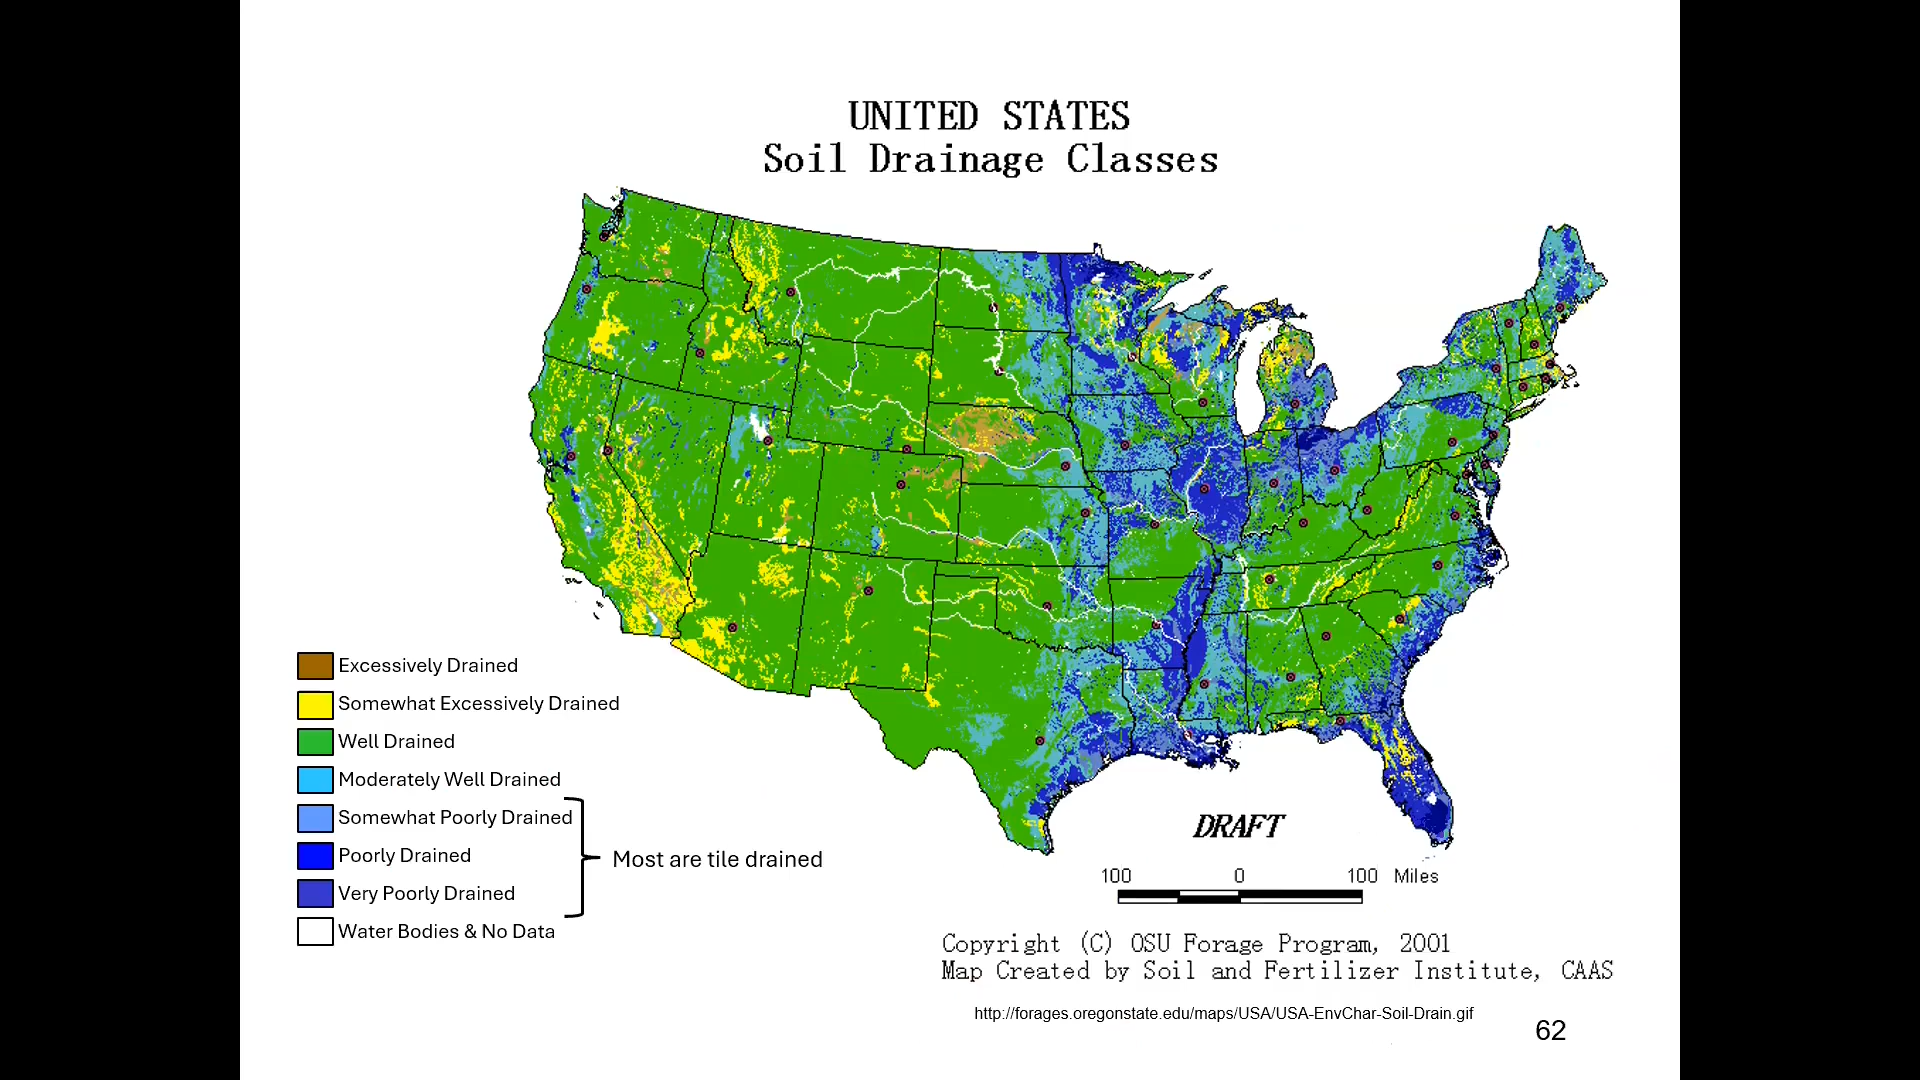 UNITED STATES
Soil Drainage Classes
Excessively Drained
Somewhat Excessively Drained
Well Drained
Moderately Well Drained
Somewhat Poorly Drained
Poorly Drained
Very Poorly Drained
Water Bodies & No Data
Most are tile drained
DRAFT
100 0 100 Miles
Copyright (C) OSU Forage Program, 2001
Map Created by Soil and Fertilizer Institute, CAAS
http://forages.oregonstate.edu/maps/USA/USA-EnvChar-Soil-Drain.gif
62